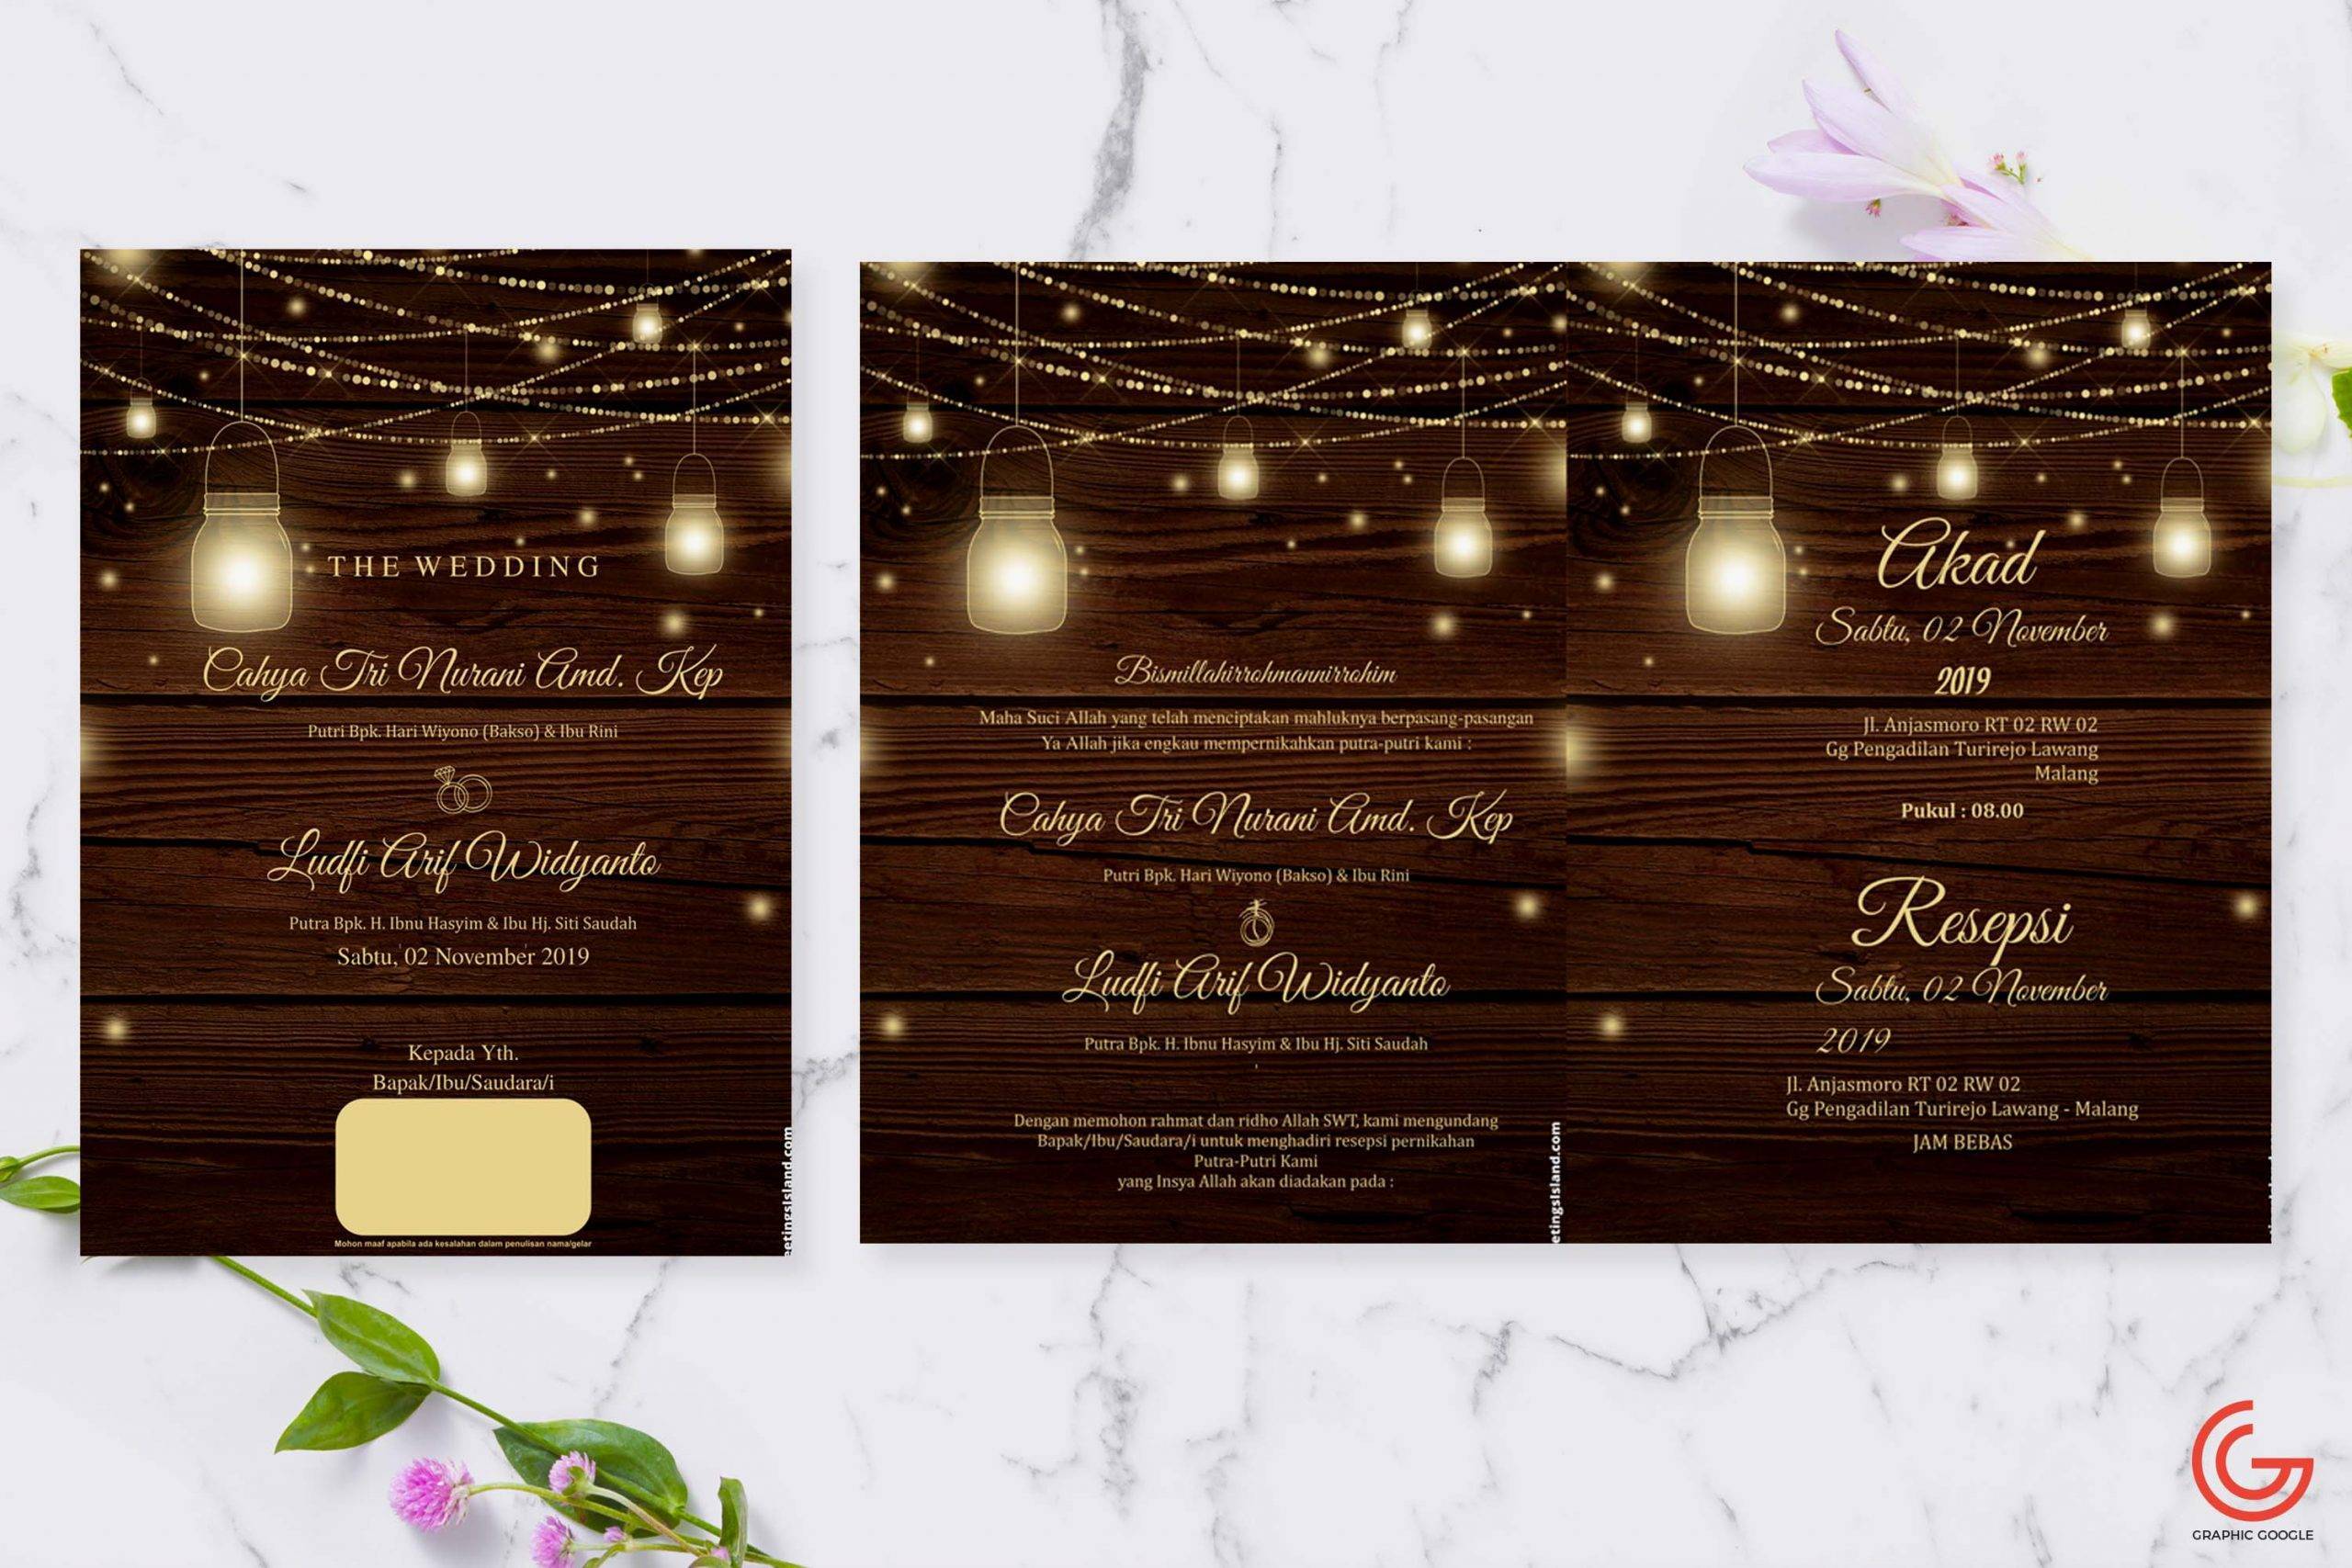 THE WEDDING
Cahya Tri Nurani Amd. Kep
Putri Bpk. Hari Wiyono (Bakso) & Ibu Rini
Ludfi Arif Widyanto
Putra Bpk. H. Ibnu Hasyim & Ibu Hj. Siti Saudah
Sabtu, 02 November 2019
Kepada Yth.
Bapak/Ibu/Saudara/i
Mohon maaf apabila ada kesalahan dalam penulisan nama/gelar
eetingsIsland.com
Bismillahirrohmannirrohim
Maha Suci Allah yang telah menciptakan mahluknya berpasang-pasangan
Ya Allah jika engkau mempernikahkan putra-putri kami :
Cahya Tri Nurani Amd. Kep
Putri Bpk. Hari Wiyono (Bakso) & Ibu Rini
Ludfi Arif Widyanto
Putra Bpk. H. Ibnu Hasyim & Ibu Hj. Siti Saudah
Dengan memohon rahmat dan ridho Allah SWT, kami mengundang
Bapak/Ibu/Saudara/i untuk menghadiri resepsi pernikahan
Putra-Putri Kami
yang Insya Allah akan diadakan pada :
etingsIsland.com
Akad
Sabtu, 02 November
2019
Jl. Anjasmoro RT 02 RW 02
Gg Pengadilan Turirejo Lawang
Malang
Pukul : 08.00
Resepsi
Sabtu, 02 November
2019
Jl. Anjasmoro RT 02 RW 02
Gg Pengadilan Turirejo Lawang - Malang
JAM BEBAS
GRAPHIC GOOGLE